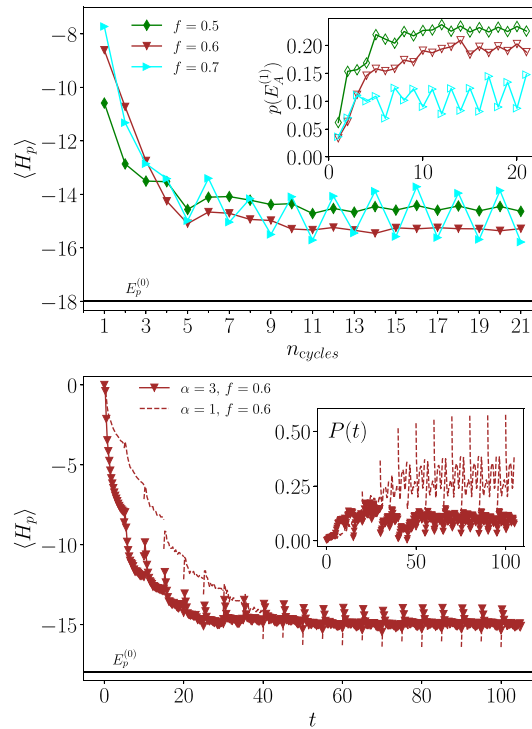 f = 0.5
f = 0.6
f = 0.7
−8
−10
−12
−14
−16
−18
⟨H_p⟩
E_p^{(0)}
1 3 5 7 9 11 13 15 17 19 21
n_{cycles}
0.20
0.15
0.10
0.05
0.00
p(E_A^{(1)})
0 10 20
α = 3, f = 0.6
α = 1, f = 0.6
0
−5
−10
−15
⟨H_p⟩
E_p^{(0)}
0 20 40 60 80 100
t
P(t)
0.50
0.25
0.00
0 50 100